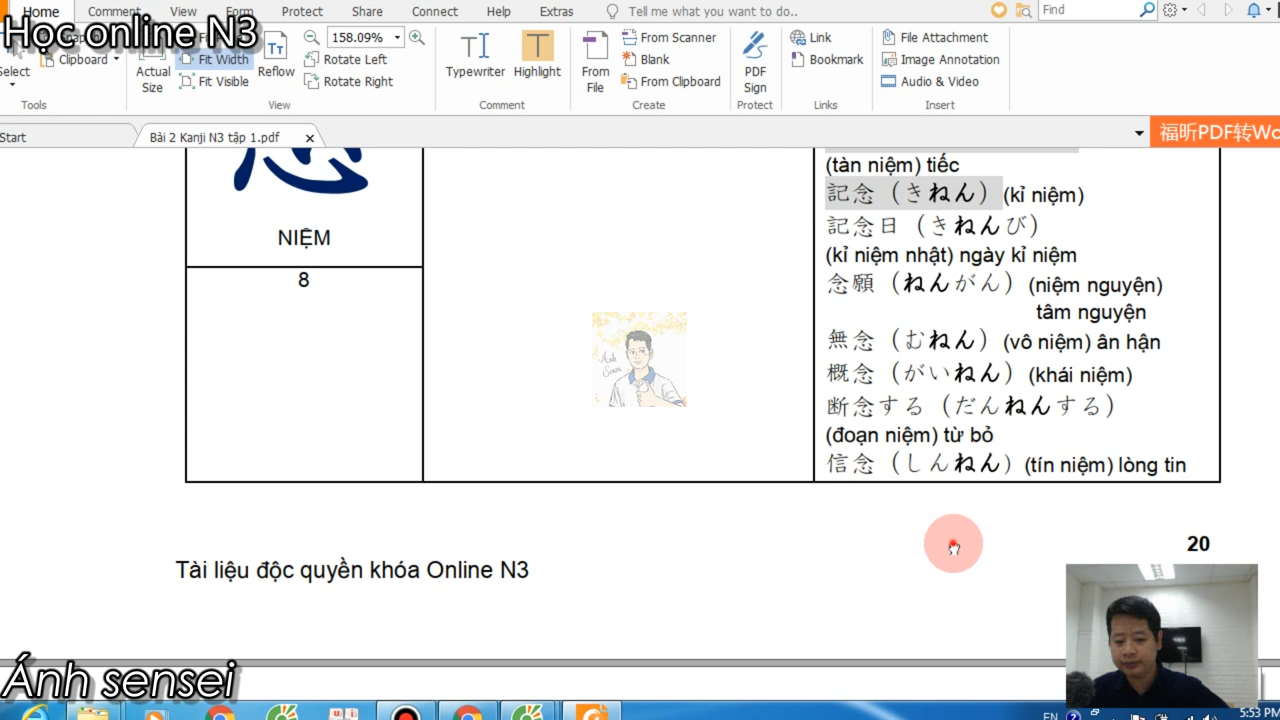 Home Comment View Form Protect Share Connect Help Extras Tell me what you want to do.. Find
Học online N3
Clipboard
Select
Tools
Actual Size
Fit Width
Fit Visible
Reflow
158.09%
Rotate Left
Rotate Right
View
Typewriter
Highlight
Comment
From File
From Scanner
Blank
From Clipboard
Create
PDF Sign
Protect
Link
Bookmark
Links
File Attachment
Image Annotation
Audio & Video
Insert
Start
Bài 2 Kanji N3 tập 1.pdf
福昕PDF转Wo
NIỆM
8
(tàn niệm) tiếc
記念（きねん）(kỉ niệm)
記念日（きねんび）
(kỉ niệm nhật) ngày kỉ niệm
念願（ねんがん）(niệm nguyện)
tâm nguyện
無念（むねん）(vô niệm) ân hận
概念（がいねん）(khái niệm)
断念する（だんねんする）
(đoạn niệm) từ bỏ
信念（しんねん）(tín niệm) lòng tin
Ánh
20
Tài liệu độc quyền khóa Online N3
Ánh sensei
EN
5:53 PM